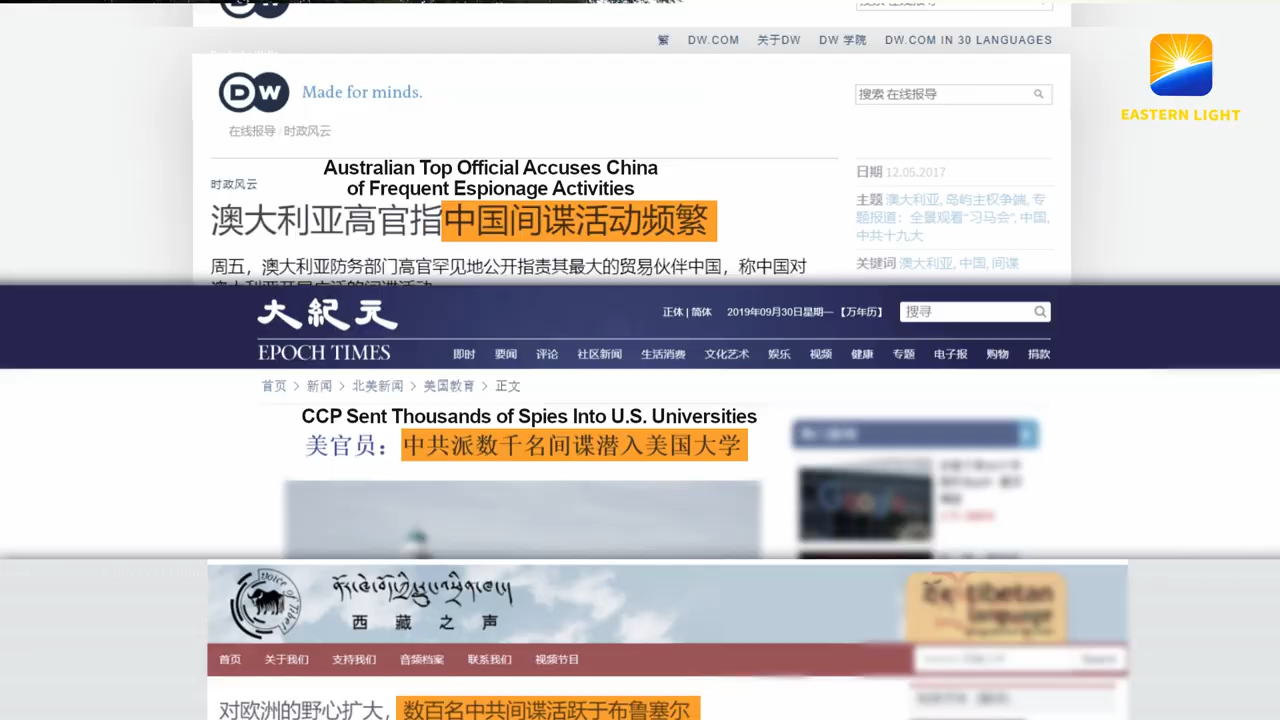 搜索 在线报导
繁 DW.COM 关于DW DW 学院 DW.COM IN 30 LANGUAGES
DW Made for minds.
搜索 在线报导
EASTERN LIGHT
在线报导 / 时政风云
Australian Top Official Accuses China
of Frequent Espionage Activities
时政风云
澳大利亚高官指中国间谍活动频繁
周五，澳大利亚防务部门高官罕见地公开指责其最大的贸易伙伴中国，称中国对
日期 12.05.2017
主题 澳大利亚, 岛屿主权争端, 专
题报道：全景观看“习马会”, 中国,
中共十九大
关键词 澳大利亚, 中国, 间谍
大紀元
EPOCH TIMES
正体 | 简体 2019年09月30日星期一 【万年历】 搜寻
即时 要闻 评论 社区新闻 生活消费 文化艺术 娱乐 视频 健康 专题 电子报 购物 捐款
首页 > 新闻 > 北美新闻 > 美国教育 > 正文
CCP Sent Thousands of Spies Into U.S. Universities
美官员：中共派数千名间谍潜入美国大学
Google
Voice of Tibet
西藏之声
tibetan
language
首页 关于我们 支持我们 音频档案 联系我们 视频节目
对欧洲的野心扩大，数百名中共间谍活跃于布鲁塞尔